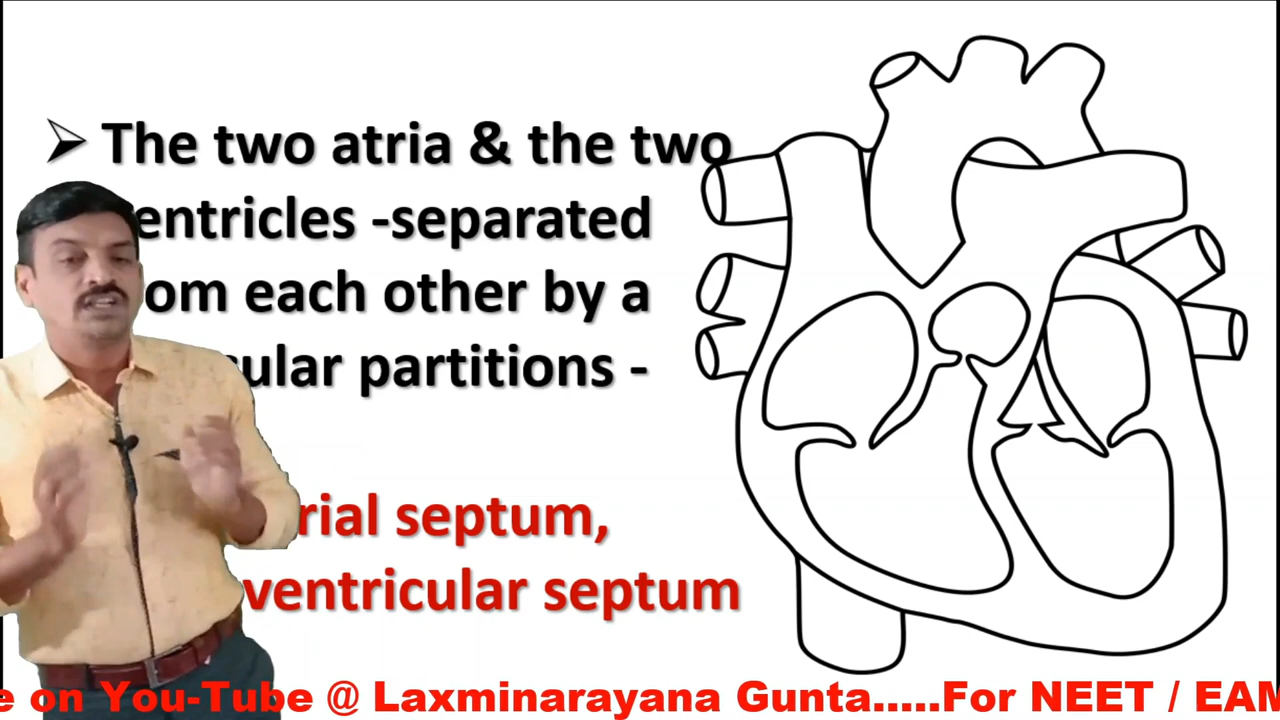 The two atria & the two
entricles -separated
om each other by a
cular partitions -
rial septum,
ventricular septum
e on You-Tube @ Laxminarayana Gunta.....For NEET / EAM